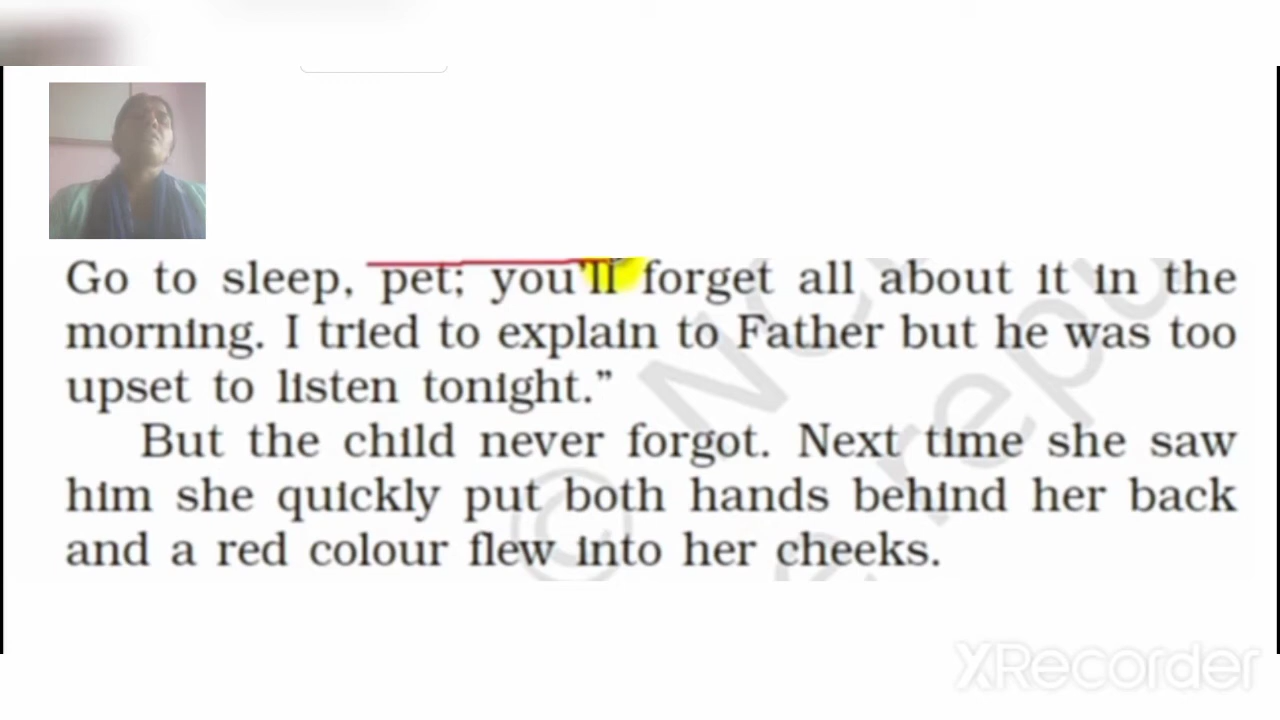 Go to sleep, pet; you'll forget all about it in the
morning. I tried to explain to Father but he was too
upset to listen tonight.”
But the child never forgot. Next time she saw
him she quickly put both hands behind her back
and a red colour flew into her cheeks.
© NC
e repu
XRecorder